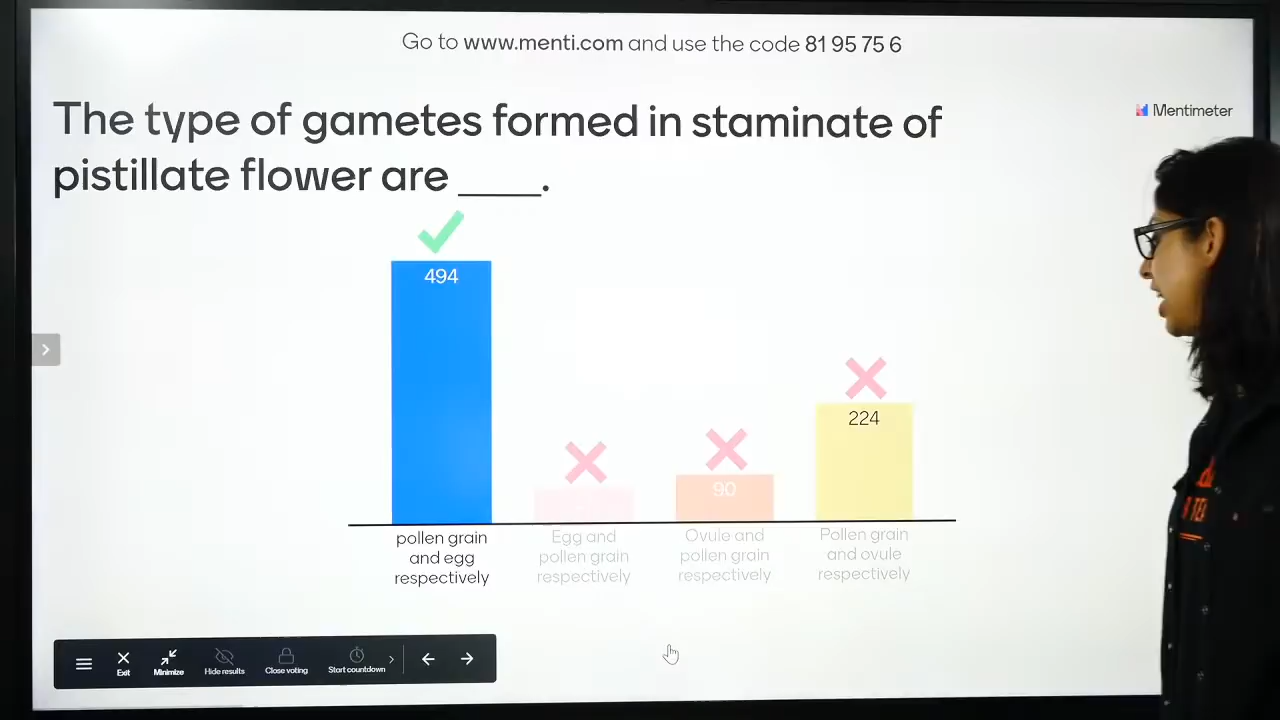 Go to www.menti.com and use the code 81 95 75 6
The type of gametes formed in staminate of
pistillate flower are ____.
Mentimeter
494
90
224
pollen grain
and egg
respectively
Egg and
pollen grain
respectively
Ovule and
pollen grain
respectively
Pollen grain
and ovule
respectively
Exit
Minimize
Hide results
Close voting
Start countdown